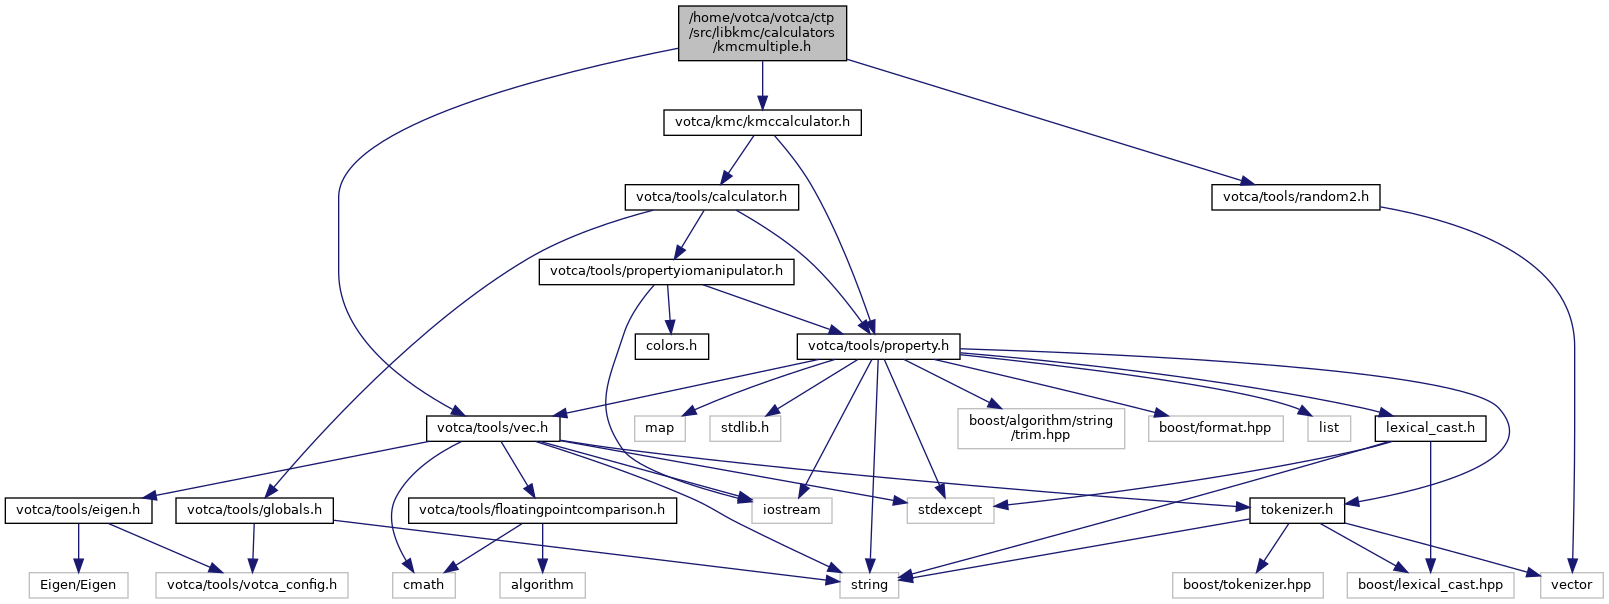 /home/votca/votca/ctp
/src/libkmc/calculators
/kmcmultiple.h
votca/kmc/kmccalculator.h
votca/tools/calculator.h
votca/tools/random2.h
votca/tools/propertyiomanipulator.h
colors.h
votca/tools/property.h
votca/tools/vec.h
map
stdlib.h
boost/algorithm/string
/trim.hpp
boost/format.hpp
list
lexical_cast.h
votca/tools/eigen.h
votca/tools/globals.h
votca/tools/floatingpointcomparison.h
iostream
stdexcept
tokenizer.h
Eigen/Eigen
votca/tools/votca_config.h
cmath
algorithm
string
boost/tokenizer.hpp
boost/lexical_cast.hpp
vector